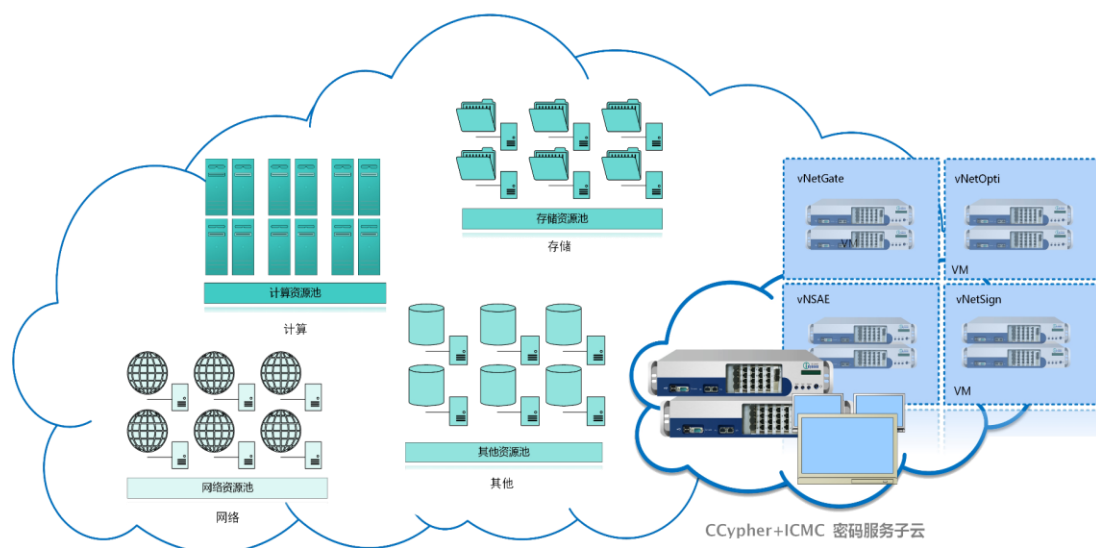 存储资源池
存储
计算资源池
计算
网络资源池
网络
其他资源池
其他
vNetGate
VM
vNetOpti
VM
vNSAE
vNetSign
VM
CCypher+ICMC 密码服务子云